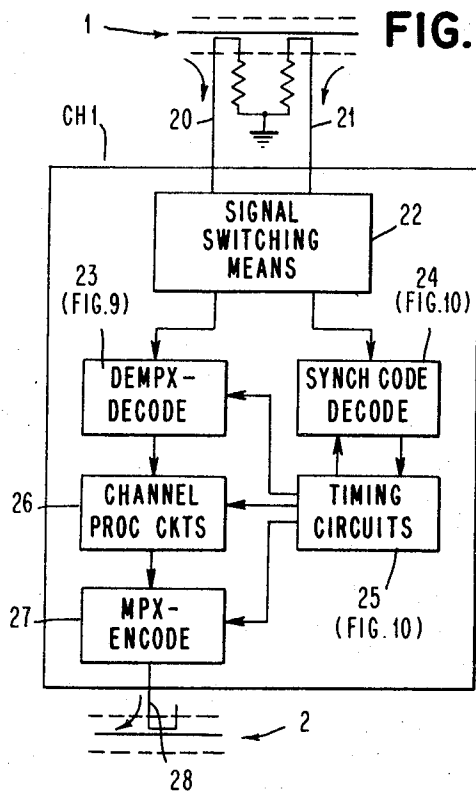 1
FIG.
20
21
CH1
SIGNAL
SWITCHING
MEANS
22
23
(FIG.9)
24
(FIG.10)
DEMPX-
DECODE
SYNCH CODE
DECODE
26
CHANNEL
PROC CKTS
TIMING
CIRCUITS
27
MPX-
ENCODE
25
(FIG.10)
2
28